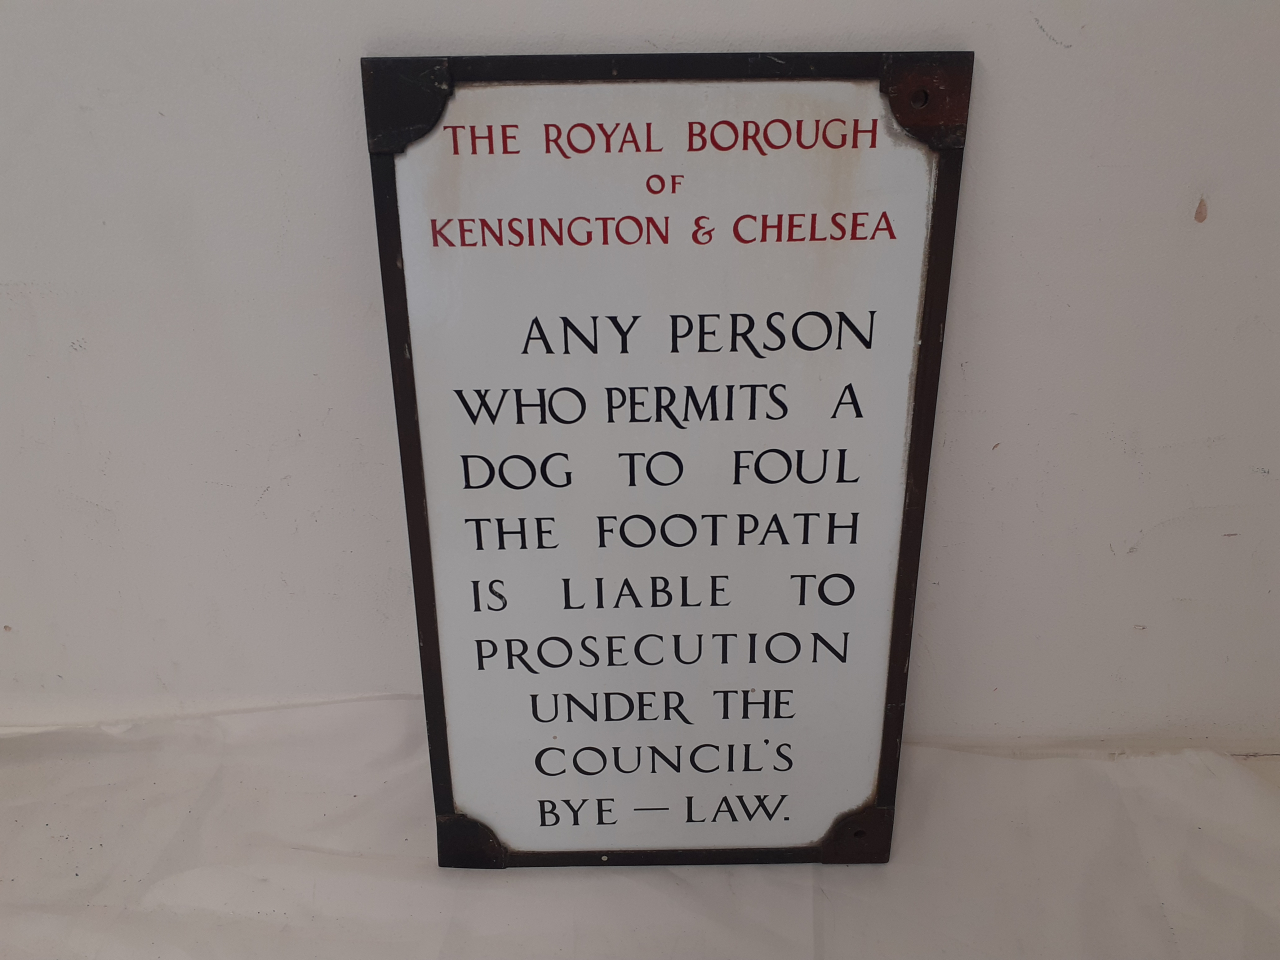 THE ROYAL BOROUGH
OF
KENSINGTON & CHELSEA
ANY PERSON
WHO PERMITS A
DOG TO FOUL
THE FOOTPATH
IS LIABLE TO
PROSECUTION
UNDER THE
COUNCIL'S
BYE — LAW.